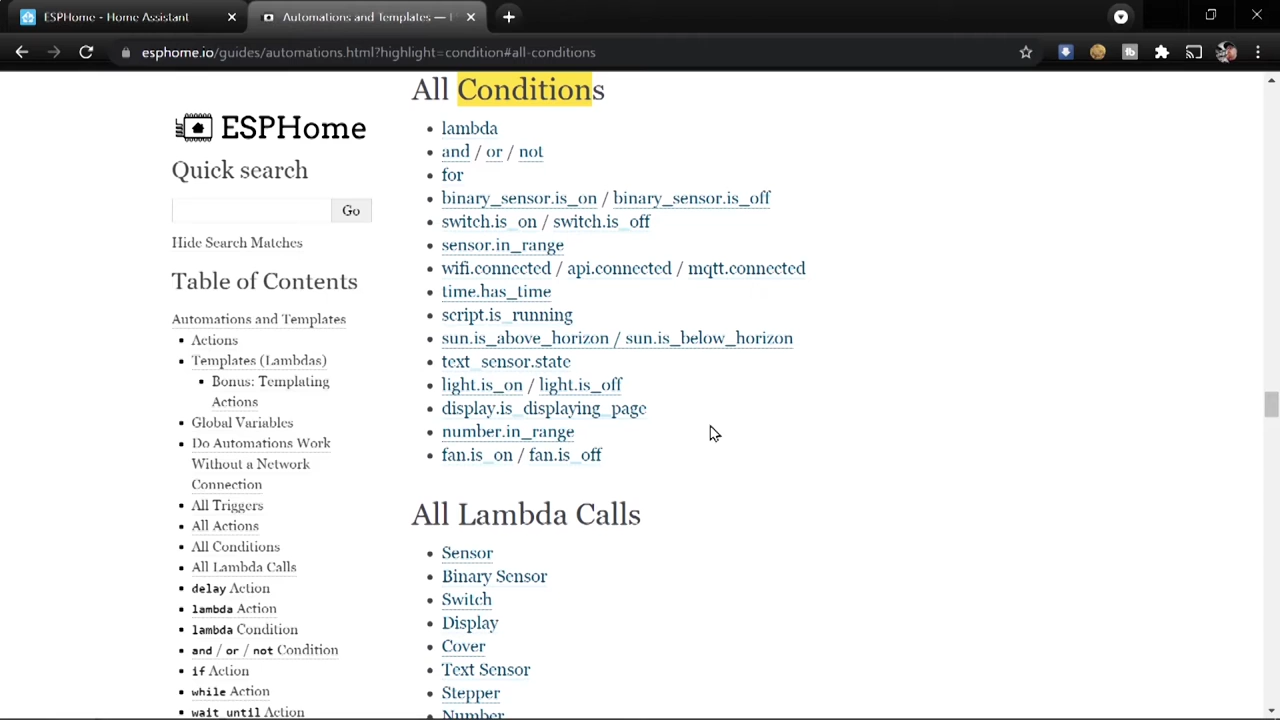 ESPHome - Home Assistant
Automations and Templates —
esphome.io/guides/automations.html?highlight=condition#all-conditions
ESPHome
Quick search
Go
Hide Search Matches
Table of Contents
Automations and Templates
Actions
Templates (Lambdas)
Bonus: Templating
Actions
Global Variables
Do Automations Work
Without a Network
Connection
All Triggers
All Actions
All Conditions
All Lambda Calls
delay Action
lambda Action
lambda Condition
and / or / not Condition
if Action
while Action
wait_until Action
All Conditions
lambda
and / or / not
for
binary_sensor.is_on / binary_sensor.is_off
switch.is_on / switch.is_off
sensor.in_range
wifi.connected / api.connected / mqtt.connected
time.has_time
script.is_running
sun.is_above_horizon / sun.is_below_horizon
text_sensor.state
light.is_on / light.is_off
display.is_displaying_page
number.in_range
fan.is_on / fan.is_off
All Lambda Calls
Sensor
Binary Sensor
Switch
Display
Cover
Text Sensor
Stepper
Number